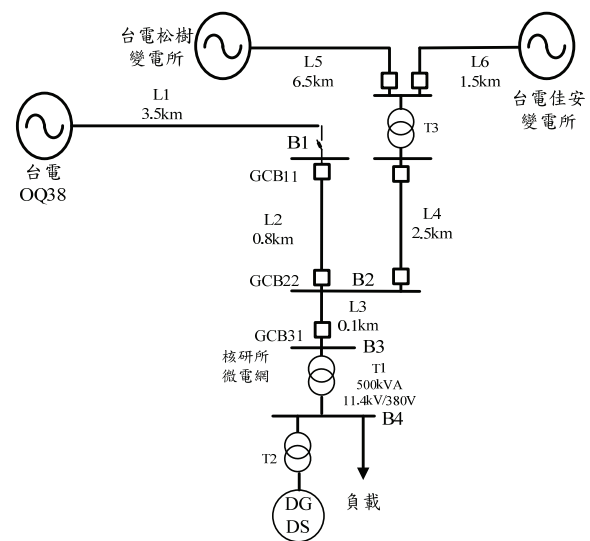 台電松樹
變電所
L5
6.5km
L6
1.5km
台電佳安
變電所
L1
3.5km
T3
台電
OQ38
B1
GCB11
L2
0.8km
L4
2.5km
GCB22
B2
L3
0.1km
GCB31
B3
核研所
微電網
T1
500kVA
11.4kV/380V
B4
T2
負載
DG
DS